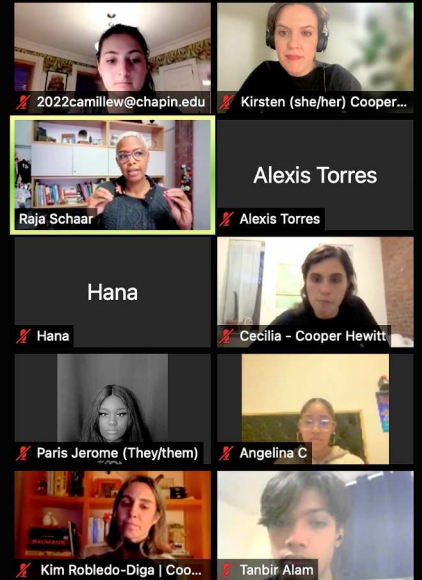 2022camillew@chapin.edu
Kirsten (she/her) Cooper...
Raja Schaar
Alexis Torres
Alexis Torres
Hana
Hana
Cecilia - Cooper Hewitt
Paris Jerome (They/them)
Angelina C
Kim Robledo-Diga | Coo...
Tanbir Alam